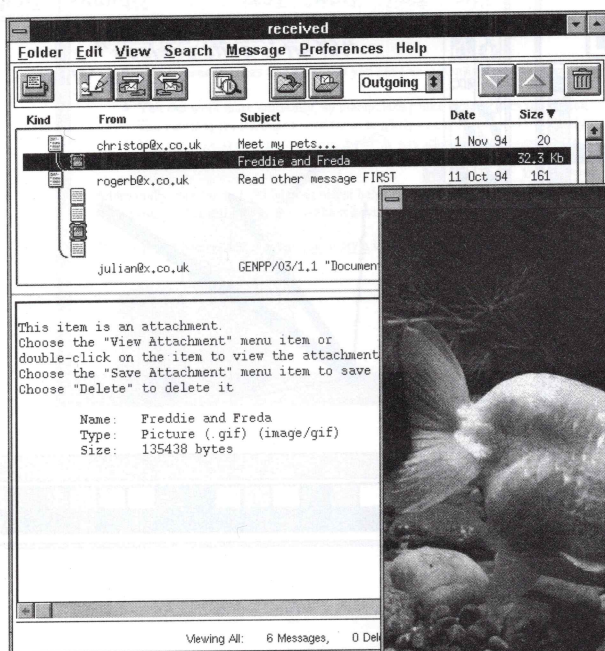 received
Folder Edit View Search Message Preferences Help
Outgoing
Kind From Subject Date Size ▼
christop@x.co.uk Meet my pets... 1 Nov 94 20
Freddie and Freda 32.3 Kb
rogerb@x.co.uk Read other message FIRST 11 Oct 94 161
julian@x.co.uk GENPP/03/1.1 "Documen
This item is an attachment.
Choose the "View Attachment" menu item or
double-click on the item to view the attachment
Choose the "Save Attachment" menu item to save
Choose "Delete" to delete it
Name: Freddie and Freda
Type: Picture (.gif) (image/gif)
Size: 135438 bytes
Viewing All: 6 Messages, 0 Del